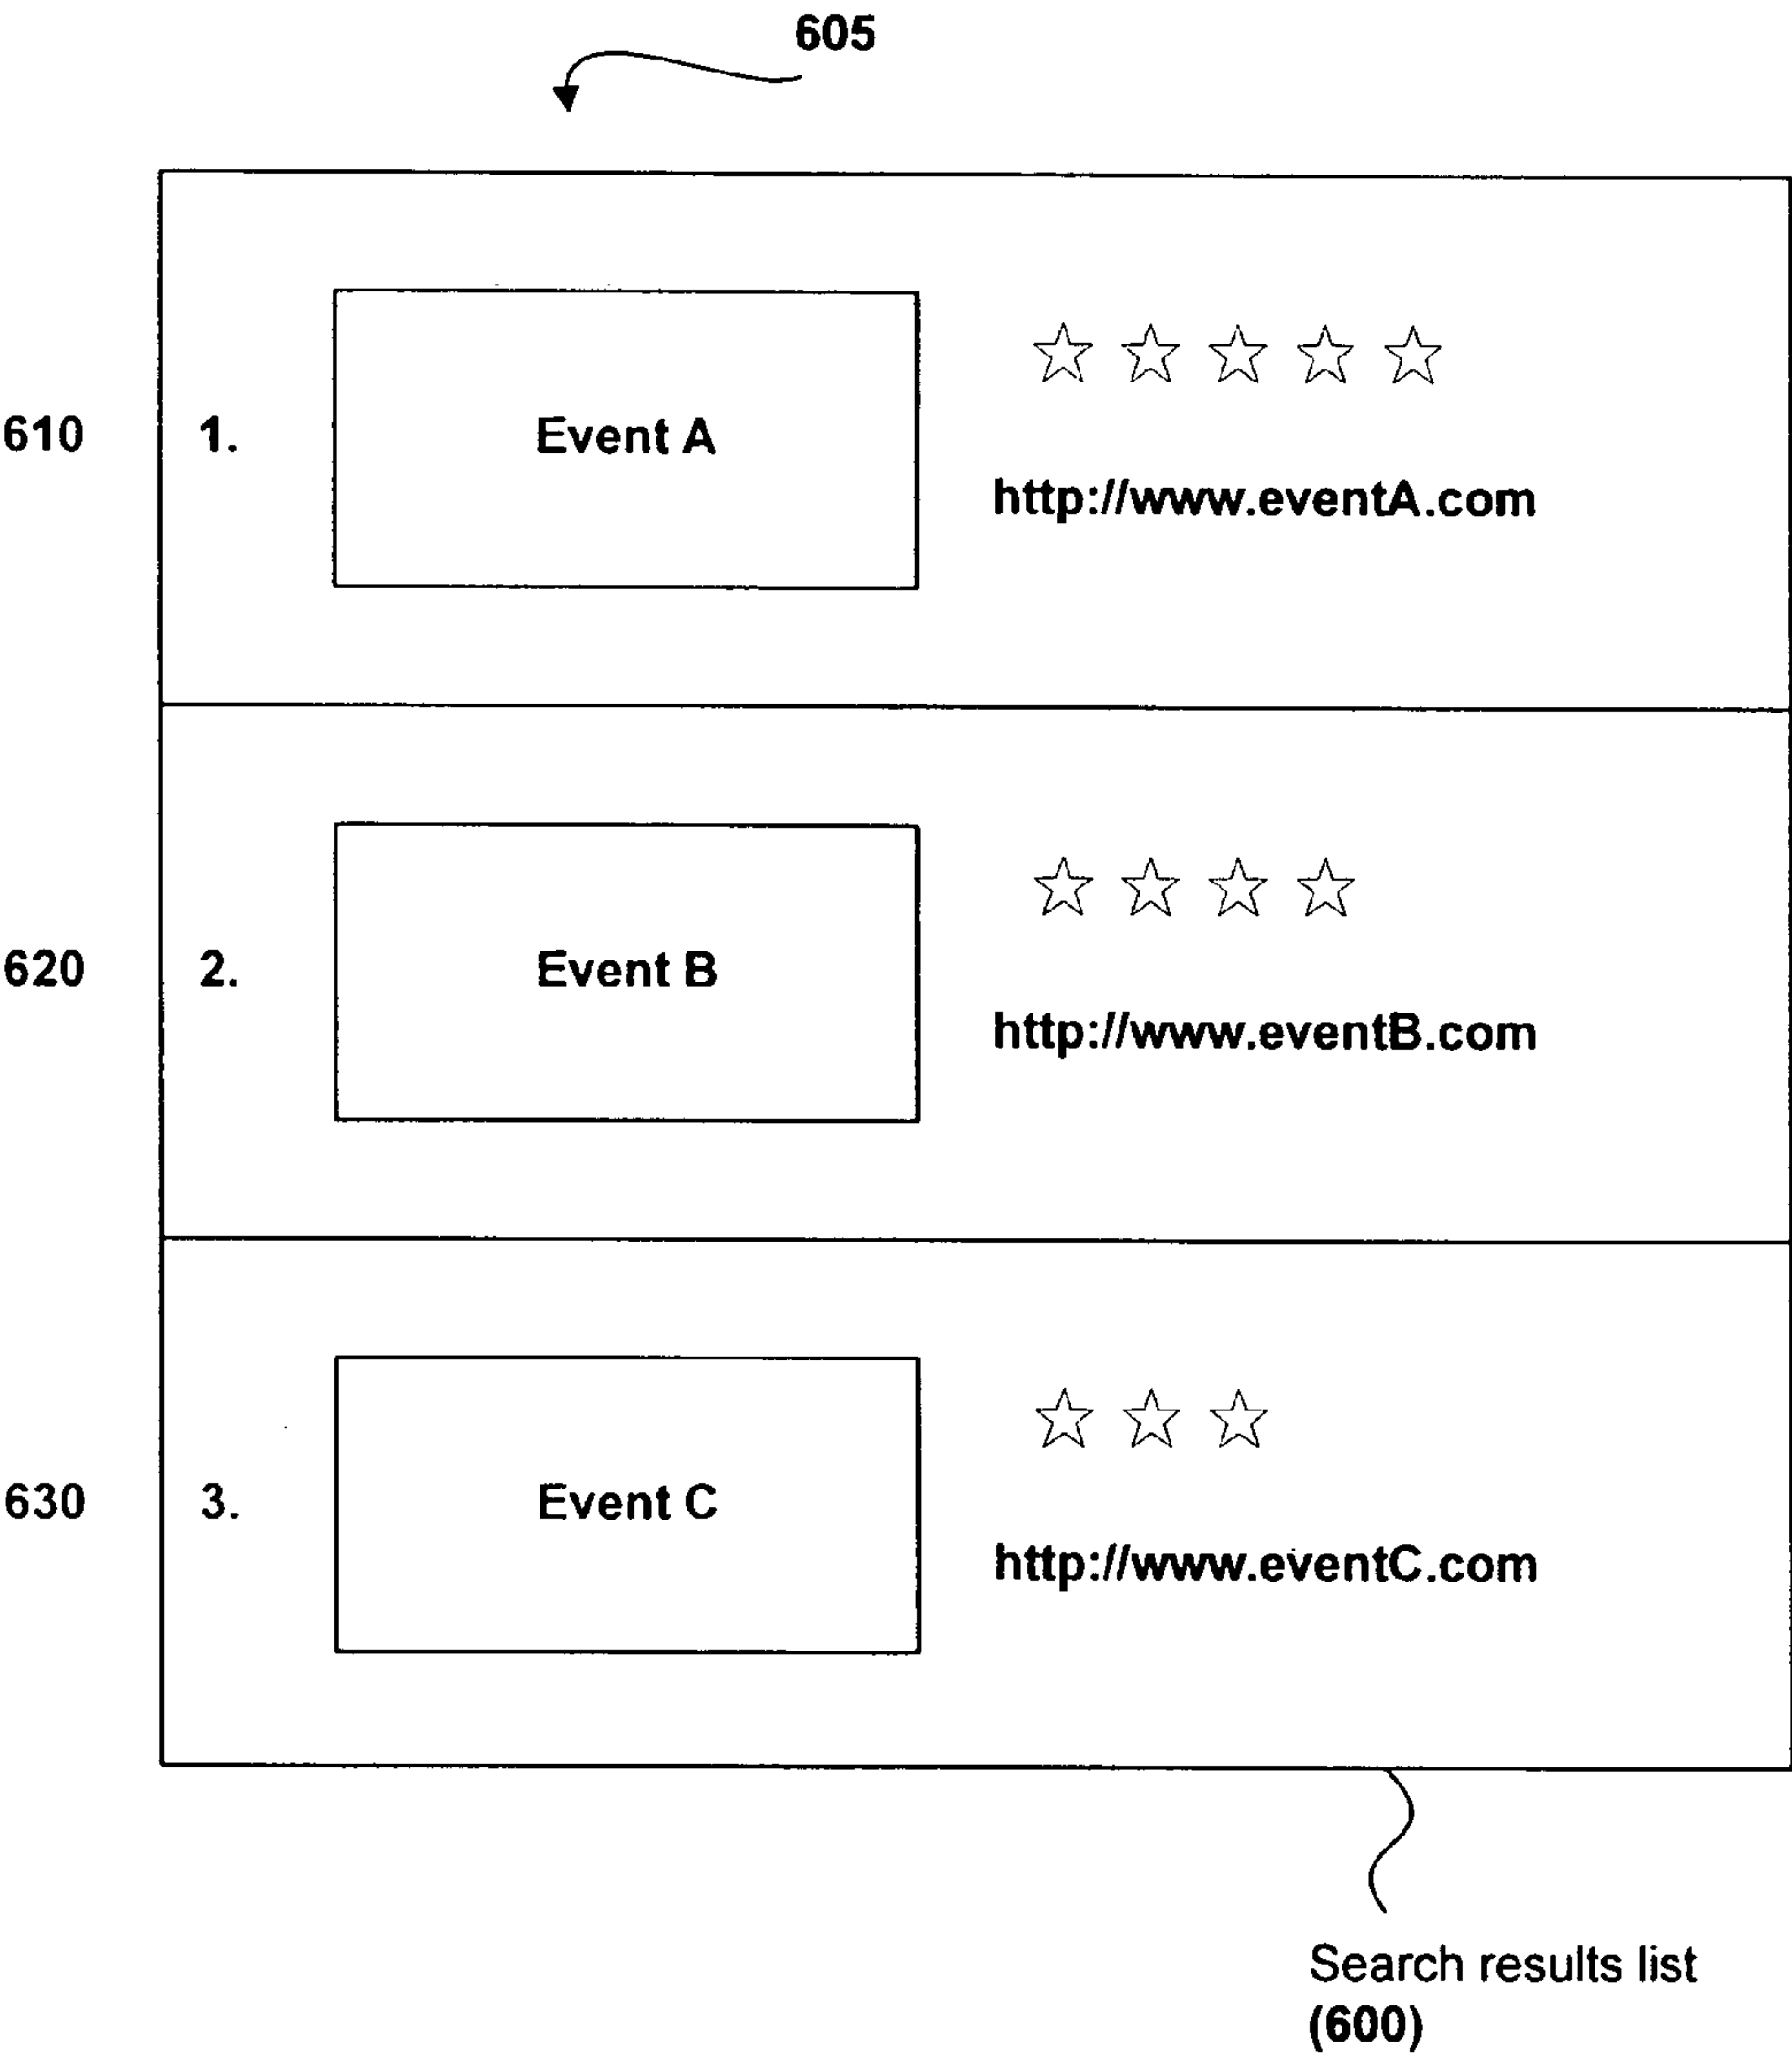 605
610
1.
Event A
http://www.eventA.com
620
2.
Event B
http://www.eventB.com
630
3.
Event C
http://www.eventC.com
Search results list
(600)